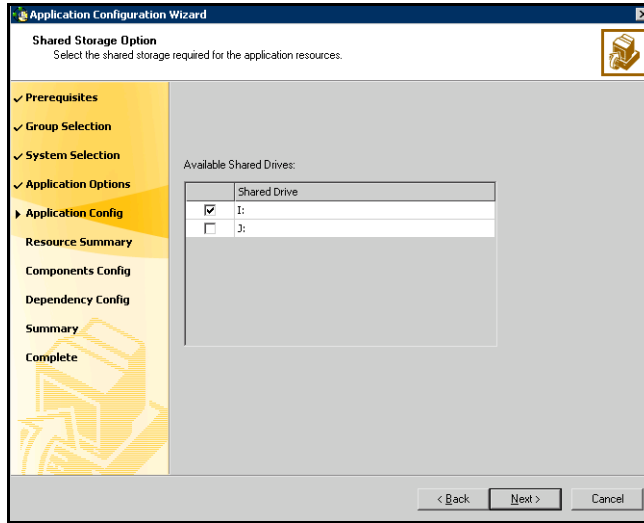 Application Configuration Wizard
Shared Storage Option
Select the shared storage required for the application resources.
Prerequisites
Group Selection
System Selection
Application Options
Application Config
Resource Summary
Components Config
Dependency Config
Summary
Complete
Available Shared Drives:
Shared Drive
I:
J:
< Back
Next >
Cancel